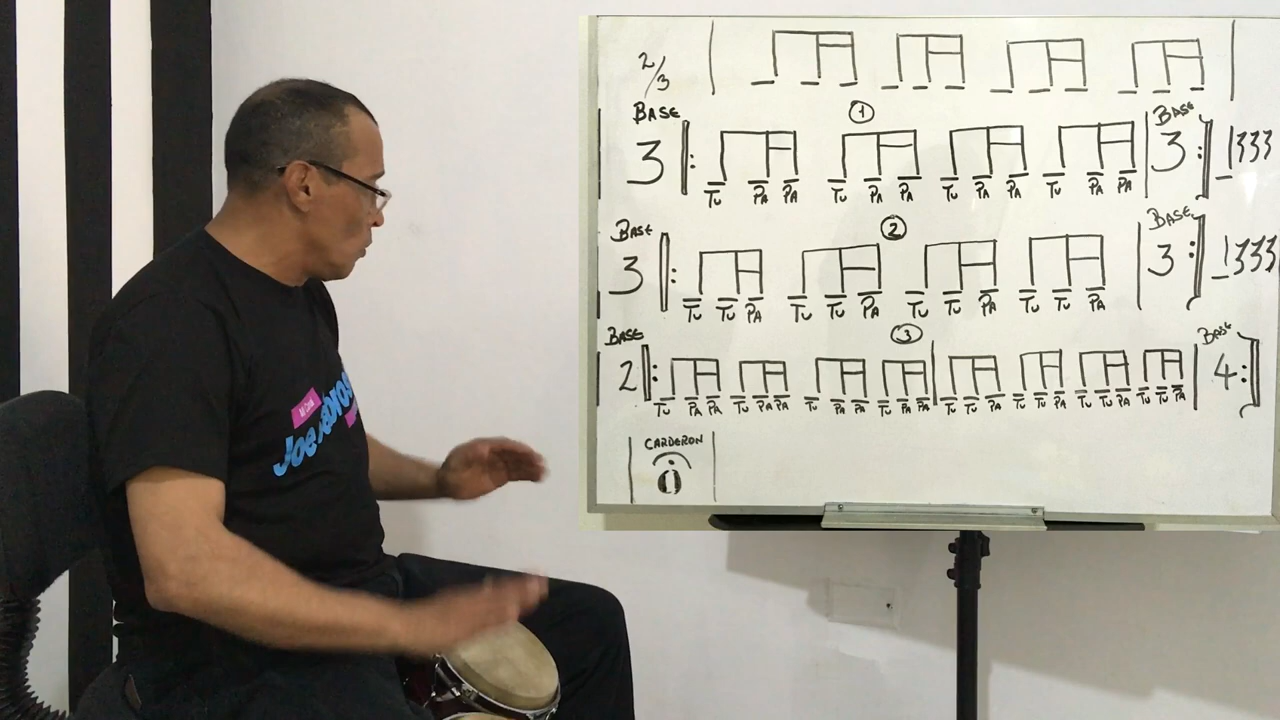 2/3
BASE 1 BASE
3 3 1333
TU PA PA TU PA PA TU PA PA TU PA PA
BASE 2 BASE
3 3 1333
TU TU PA TU TU PA TU TU PA TU TU PA
BASE 3 BASE
2 4
TU PA PA TU PA PA TU PA PA TU PA PA TU TU PA TU TU PA TU TU PA TU TU PA
CARDERON